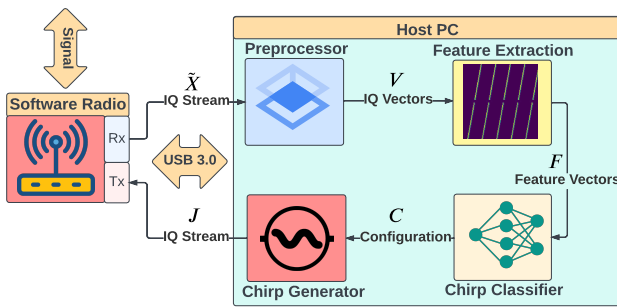 Signal
Host PC
Preprocessor
Feature Extraction
Software Radio
X̃
IQ Stream
V
IQ Vectors
Rx
USB 3.0
F
Feature Vectors
Tx
J
IQ Stream
C
Configuration
Chirp Generator
Chirp Classifier